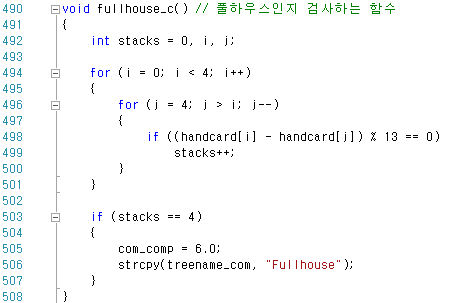 490 void fullhouse_c() // 풀하우스인지 검사하는 함수
491 {
492 int stacks = 0, i, j;
493
494 for (i = 0; i < 4; i++)
495 {
496 for (j = 4; j > i; j--)
497 {
498 if ((handcard[i] - handcard[j]) % 13 == 0)
499 stacks++;
500 }
501 }
502
503 if (stacks == 4)
504 {
505 com_comp = 6.0;
506 strcpy(treename_com, "Fullhouse");
507 }
508 }